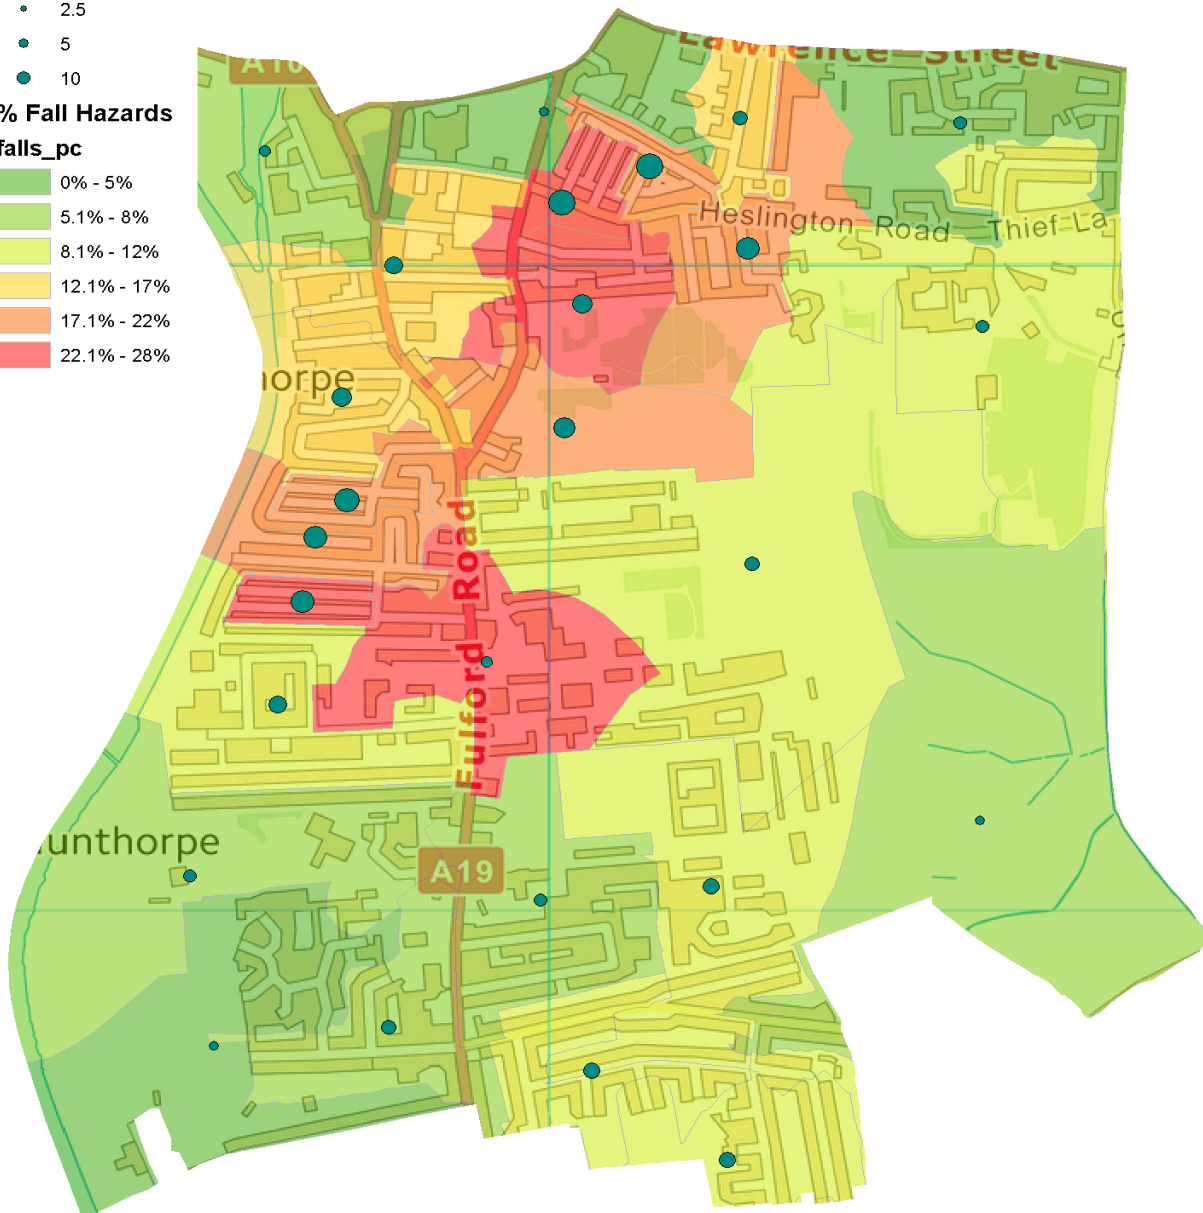 2.5
5
10
% Fall Hazards
falls_pc
0% - 5%
5.1% - 8%
8.1% - 12%
12.1% - 17%
17.1% - 22%
22.1% - 28%
Lawrence Street
Heslington Road
Thief La
horpe
Fulford Road
unthorpe
A19